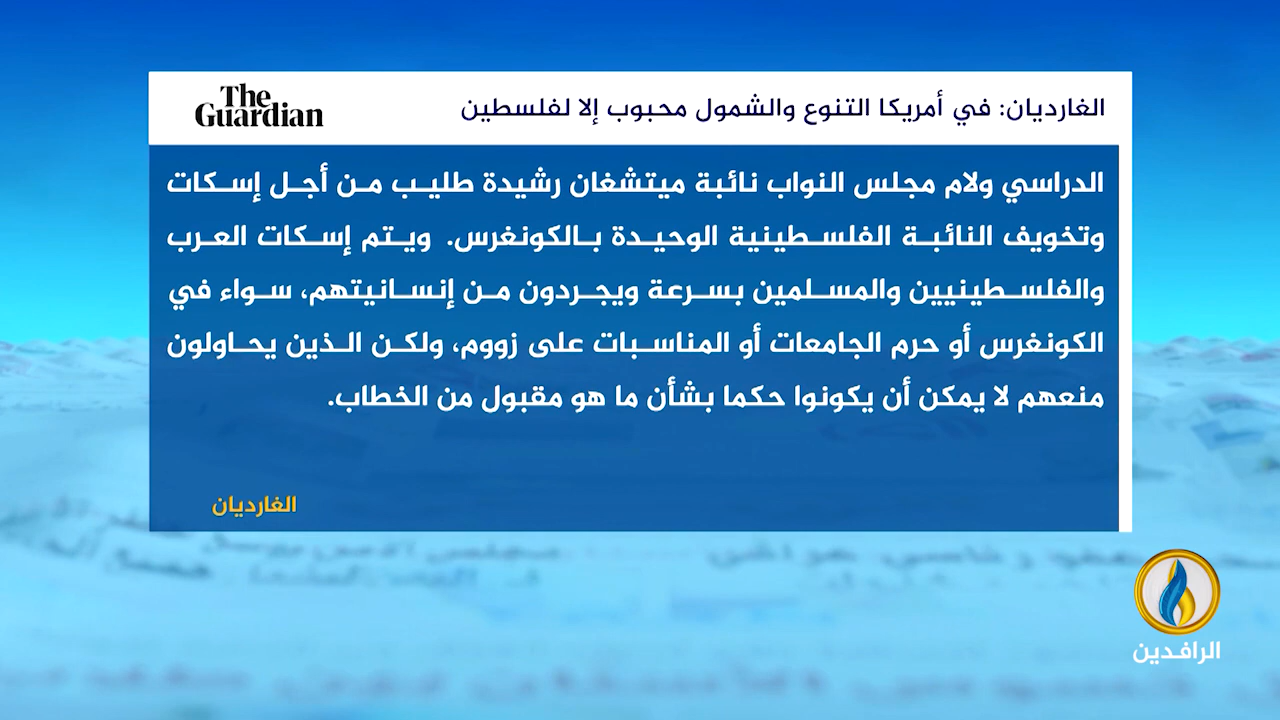 The
Guardian
الغارديان: في أمريكا التنوع والشمول محبوب إلا لفلسطين
الدراسي ولام مجلس النواب نائبة ميتشغان رشيدة طليب من أجل إسكات
وتخويف النائبة الفلسطينية الوحيدة بالكونغرس. ويتم إسكات العرب
والفلسطينيين والمسلمين بسرعة ويجردون من إنسانيتهم، سواء في
الكونغرس أو حرم الجامعات أو المناسبات على زووم، ولكن الذين يحاولون
منعهم لا يمكن أن يكونوا حكما بشأن ما هو مقبول من الخطاب.
الغارديان
الرافدين